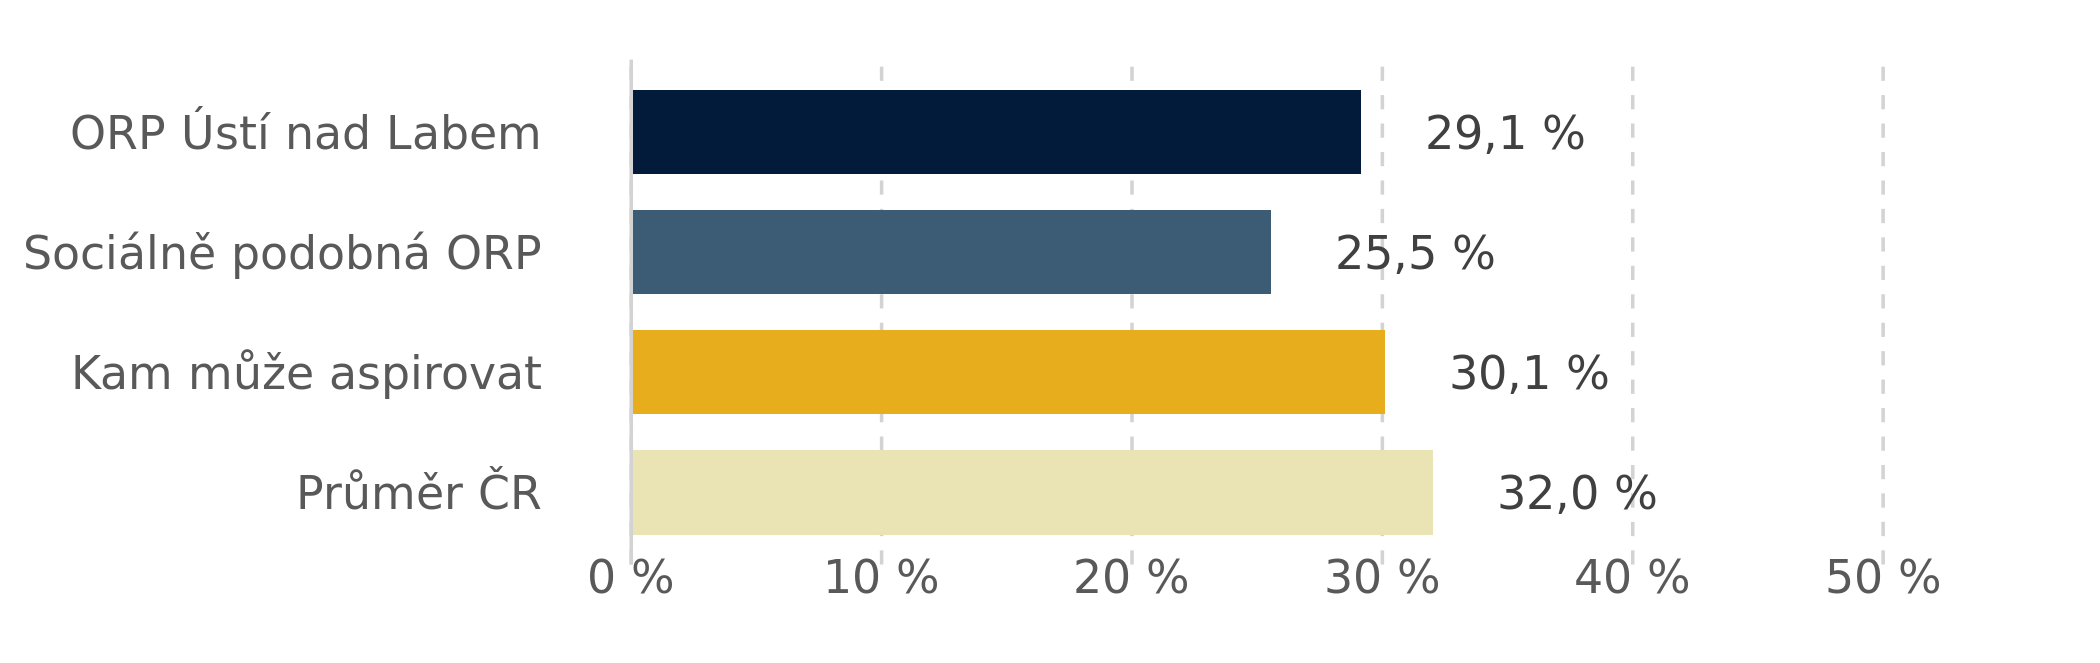 ORP Ústí nad Labem
29,1 %
Sociálně podobná ORP
25,5 %
Kam může aspirovat
30,1 %
Průměr ČR
32,0 %
0 %
10 %
20 %
30 %
40 %
50 %